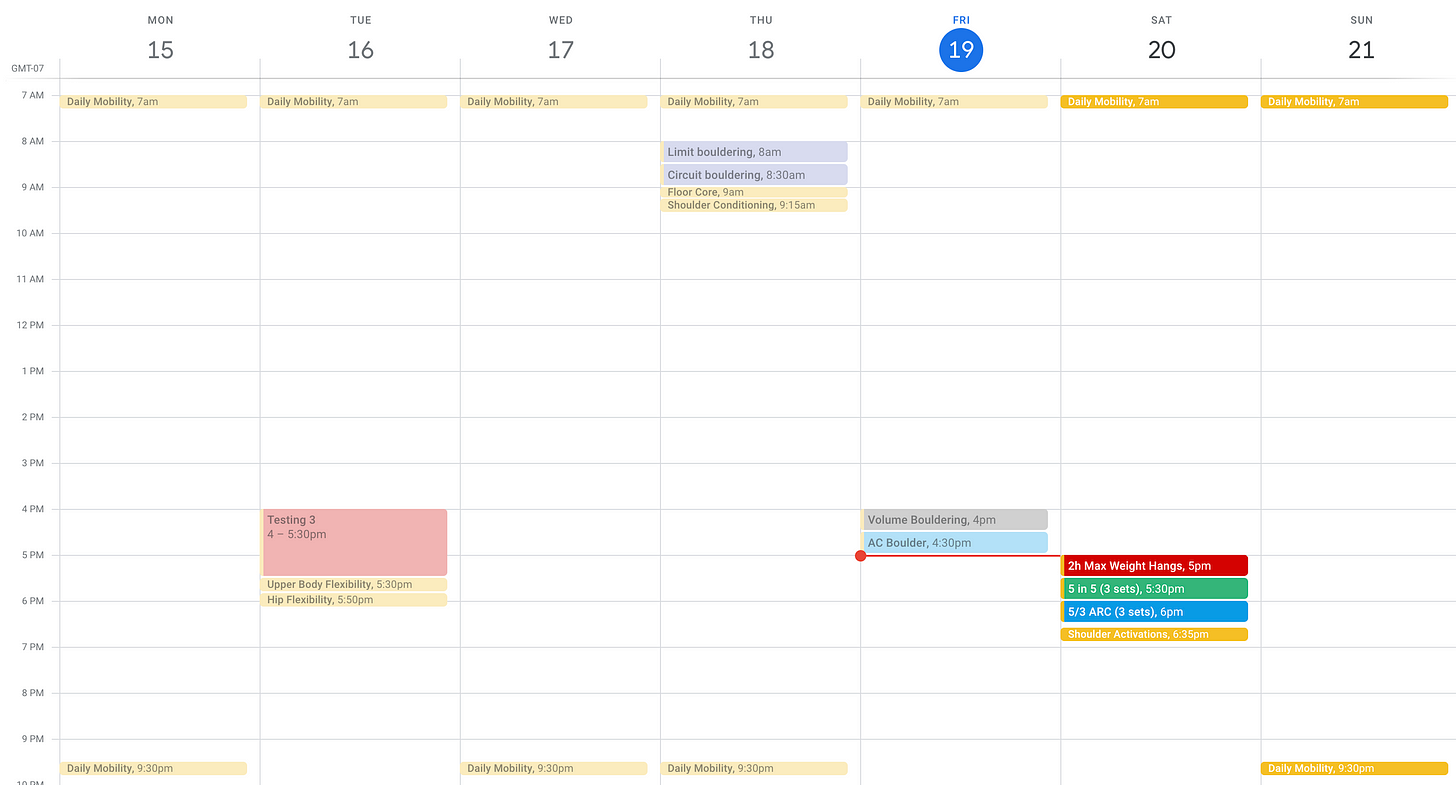 MON
TUE
WED
THU
FRI
SAT
SUN
15
16
17
18
19
20
21
GMT-07
7 AM
Daily Mobility, 7am
Daily Mobility, 7am
Daily Mobility, 7am
Daily Mobility, 7am
Daily Mobility, 7am
Daily Mobility, 7am
Daily Mobility, 7am
8 AM
Limit bouldering, 8am
Circuit bouldering, 8:30am
9 AM
Floor Core, 9am
Shoulder Conditioning, 9:15am
10 AM
11 AM
12 PM
1 PM
2 PM
3 PM
4 PM
Testing 3
4 – 5:30pm
Volume Bouldering, 4pm
AC Boulder, 4:30pm
5 PM
2h Max Weight Hangs, 5pm
Upper Body Flexibility, 5:30pm
5 in 5 (3 sets), 5:30pm
Hip Flexibility, 5:50pm
6 PM
5/3 ARC (3 sets), 6pm
Shoulder Activations, 6:35pm
7 PM
8 PM
9 PM
Daily Mobility, 9:30pm
Daily Mobility, 9:30pm
Daily Mobility, 9:30pm
Daily Mobility, 9:30pm
10 PM